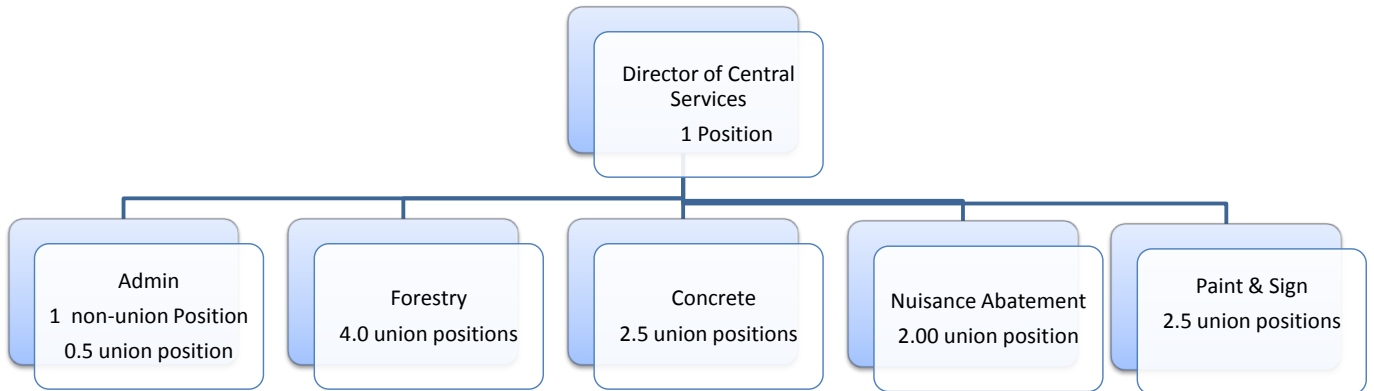 Director of Central
Services
1 Position
Admin
1 non-union Position
0.5 union position
Forestry
4.0 union positions
Concrete
2.5 union positions
Nuisance Abatement
2.00 union position
Paint & Sign
2.5 union positions